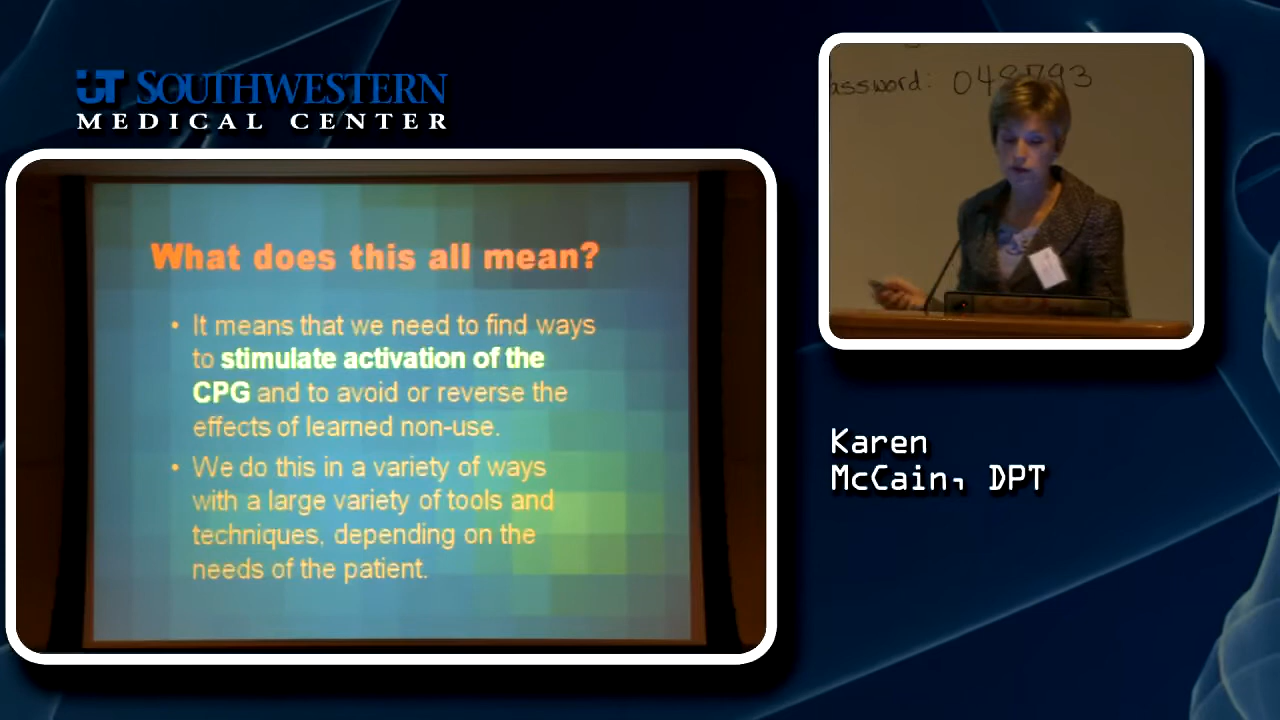 UT SOUTHWESTERN
MEDICAL CENTER
What does this all mean?
• It means that we need to find ways
to stimulate activation of the
CPG and to avoid or reverse the
effects of learned non-use.
• We do this in a variety of ways
with a large variety of tools and
techniques, depending on the
needs of the patient.
assword: 048793
Karen
McCain, DPT